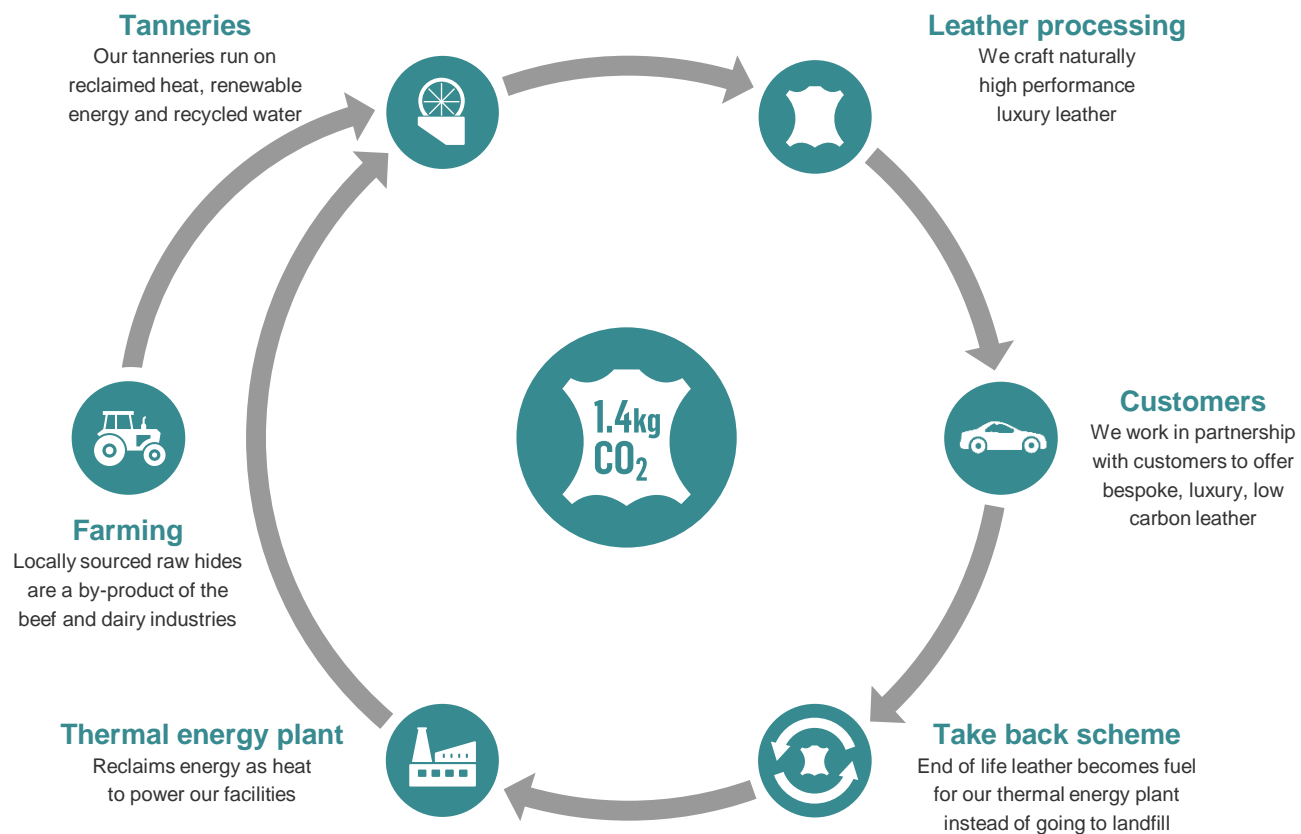 Tanneries
Our tanneries run on
reclaimed heat, renewable
energy and recycled water
Leather processing
We craft naturally
high performance
luxury leather
1.4kg
CO₂
Customers
We work in partnership
with customers to offer
bespoke, luxury, low
carbon leather
Farming
Locally sourced raw hides
are a by-product of the
beef and dairy industries
Thermal energy plant
Reclaims energy as heat
to power our facilities
Take back scheme
End of life leather becomes fuel
for our thermal energy plant
instead of going to landfill